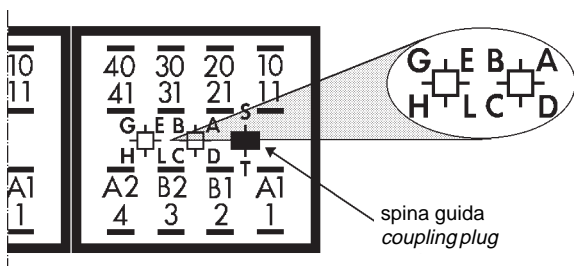 10 40 30 20 10
11 41 31 21 11
S
G E B A
H L C D
T
A1 A2 B2 B1 A1
1 4 3 2 1
G E B A
H L C D
spina guida
coupling plug